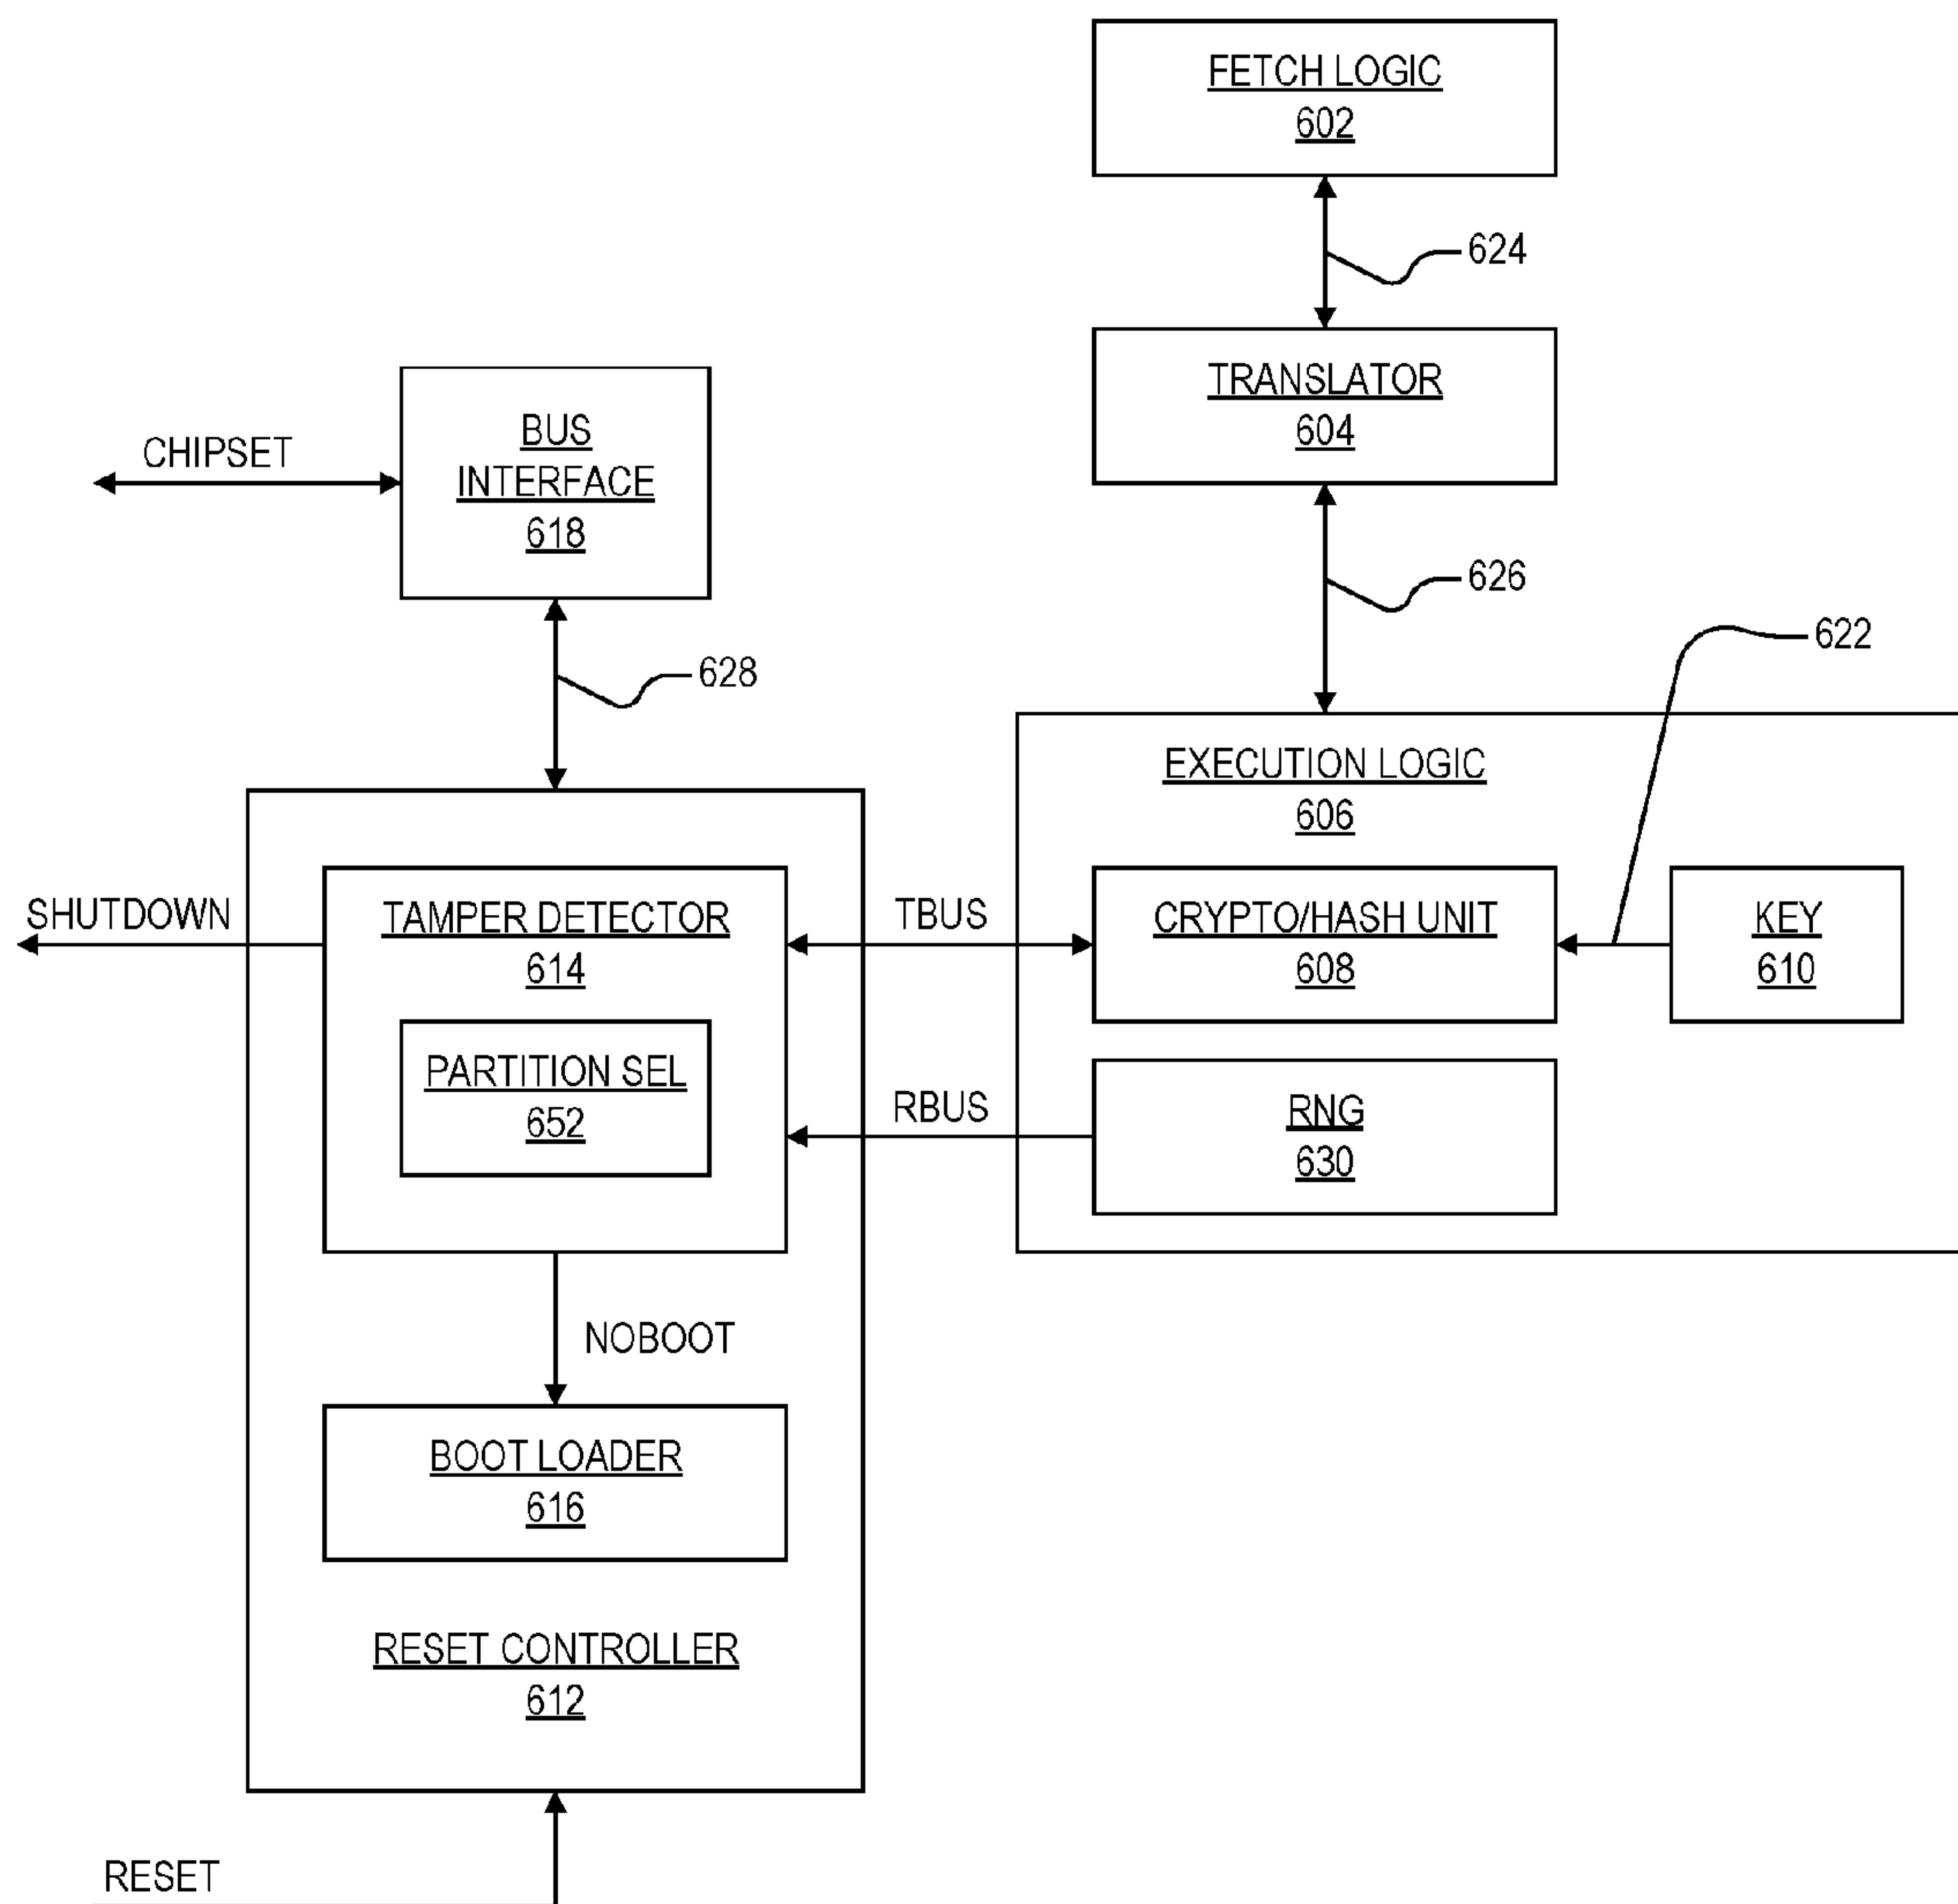 FETCH LOGIC
602
624
TRANSLATOR
604
CHIPSET
BUS
INTERFACE
618
626
622
628
EXECUTION LOGIC
606
SHUTDOWN
TAMPER DETECTOR
614
TBUS
CRYPTO/HASH UNIT
608
KEY
610
PARTITION SEL
652
RBUS
RNG
630
NOBOOT
BOOT LOADER
616
RESET CONTROLLER
612
RESET